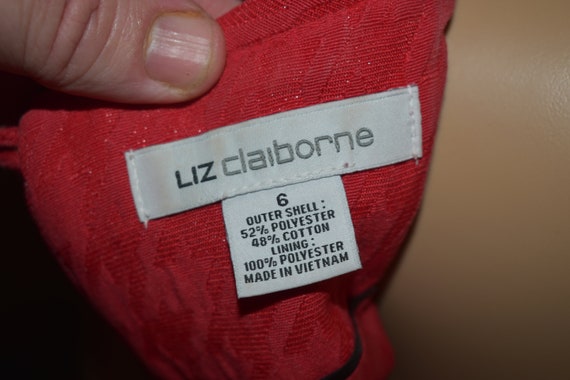 LIZ claiborne
6
OUTER SHELL:
52% POLYESTER
48% COTTON
LINING:
100% POLYESTER
MADE IN VIETNAM